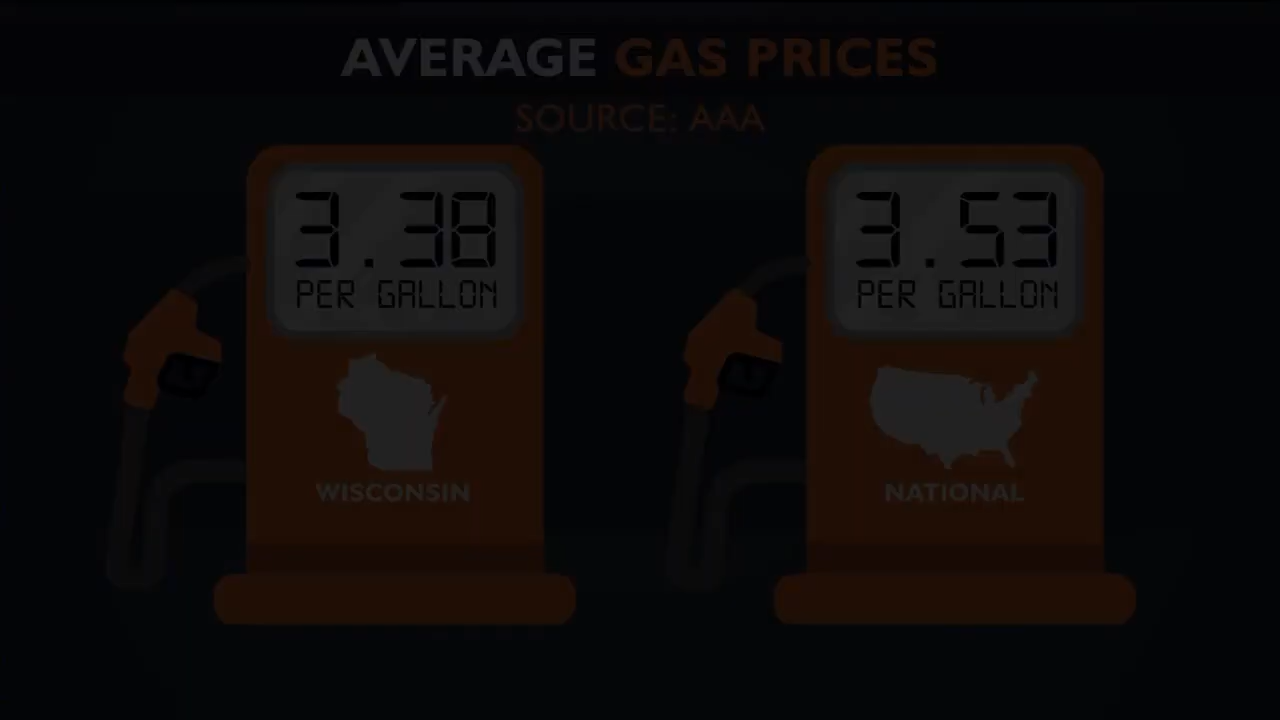 AVERAGE GAS PRICES
SOURCE: AAA
3.38
PER GALLON
WISCONSIN
3.53
PER GALLON
NATIONAL